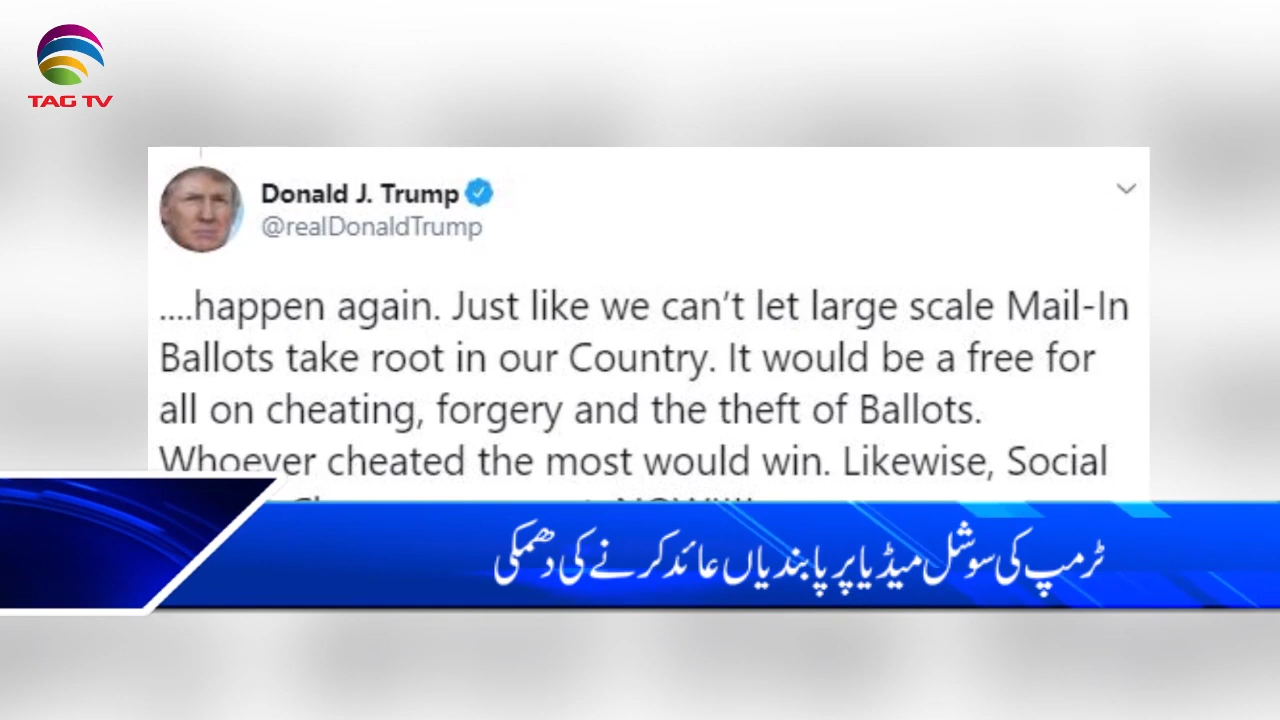 TAG TV
Donald J. Trump
@realDonaldTrump
....happen again. Just like we can't let large scale Mail-In
Ballots take root in our Country. It would be a free for
all on cheating, forgery and the theft of Ballots.
Whoever cheated the most would win. Likewise, Social
ٹرمپ کی سوشل میڈیا پر پابندیاں عائد کرنے کی دھمکی